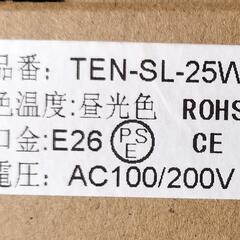 品番: TEN-SL-25W
色温度:昼光色 ROHS
口金:E26 PSE CE
電圧: AC100/200V